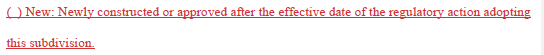 ( ) New: Newly constructed or approved after the effective date of the regulatory action adopting
this subdivision.